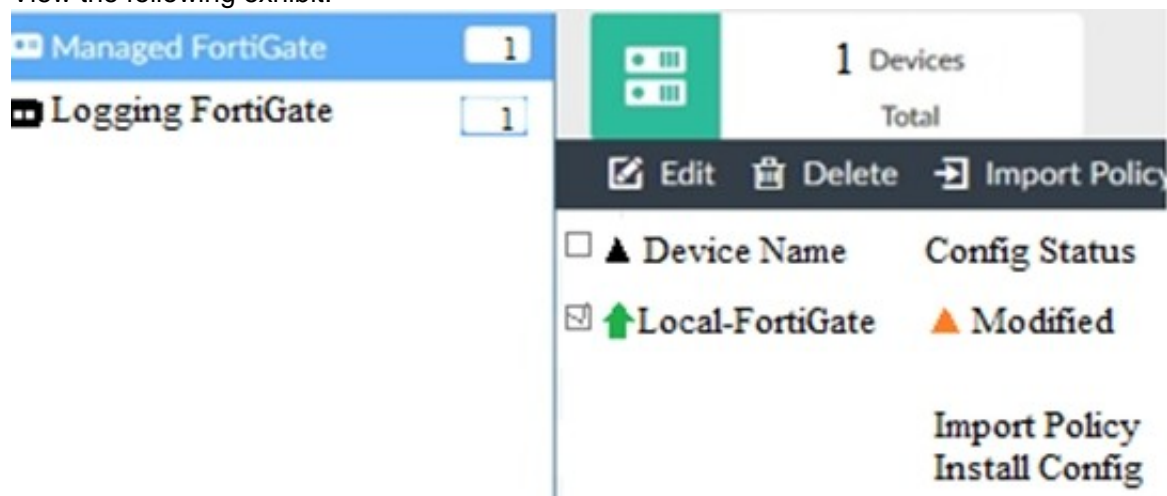 View the following exhibit.
Managed FortiGate 1
Logging FortiGate 1
1 Devices
Total
Edit Delete Import Policy
Device Name Config Status
Local-FortiGate Modified
Import Policy
Install Config